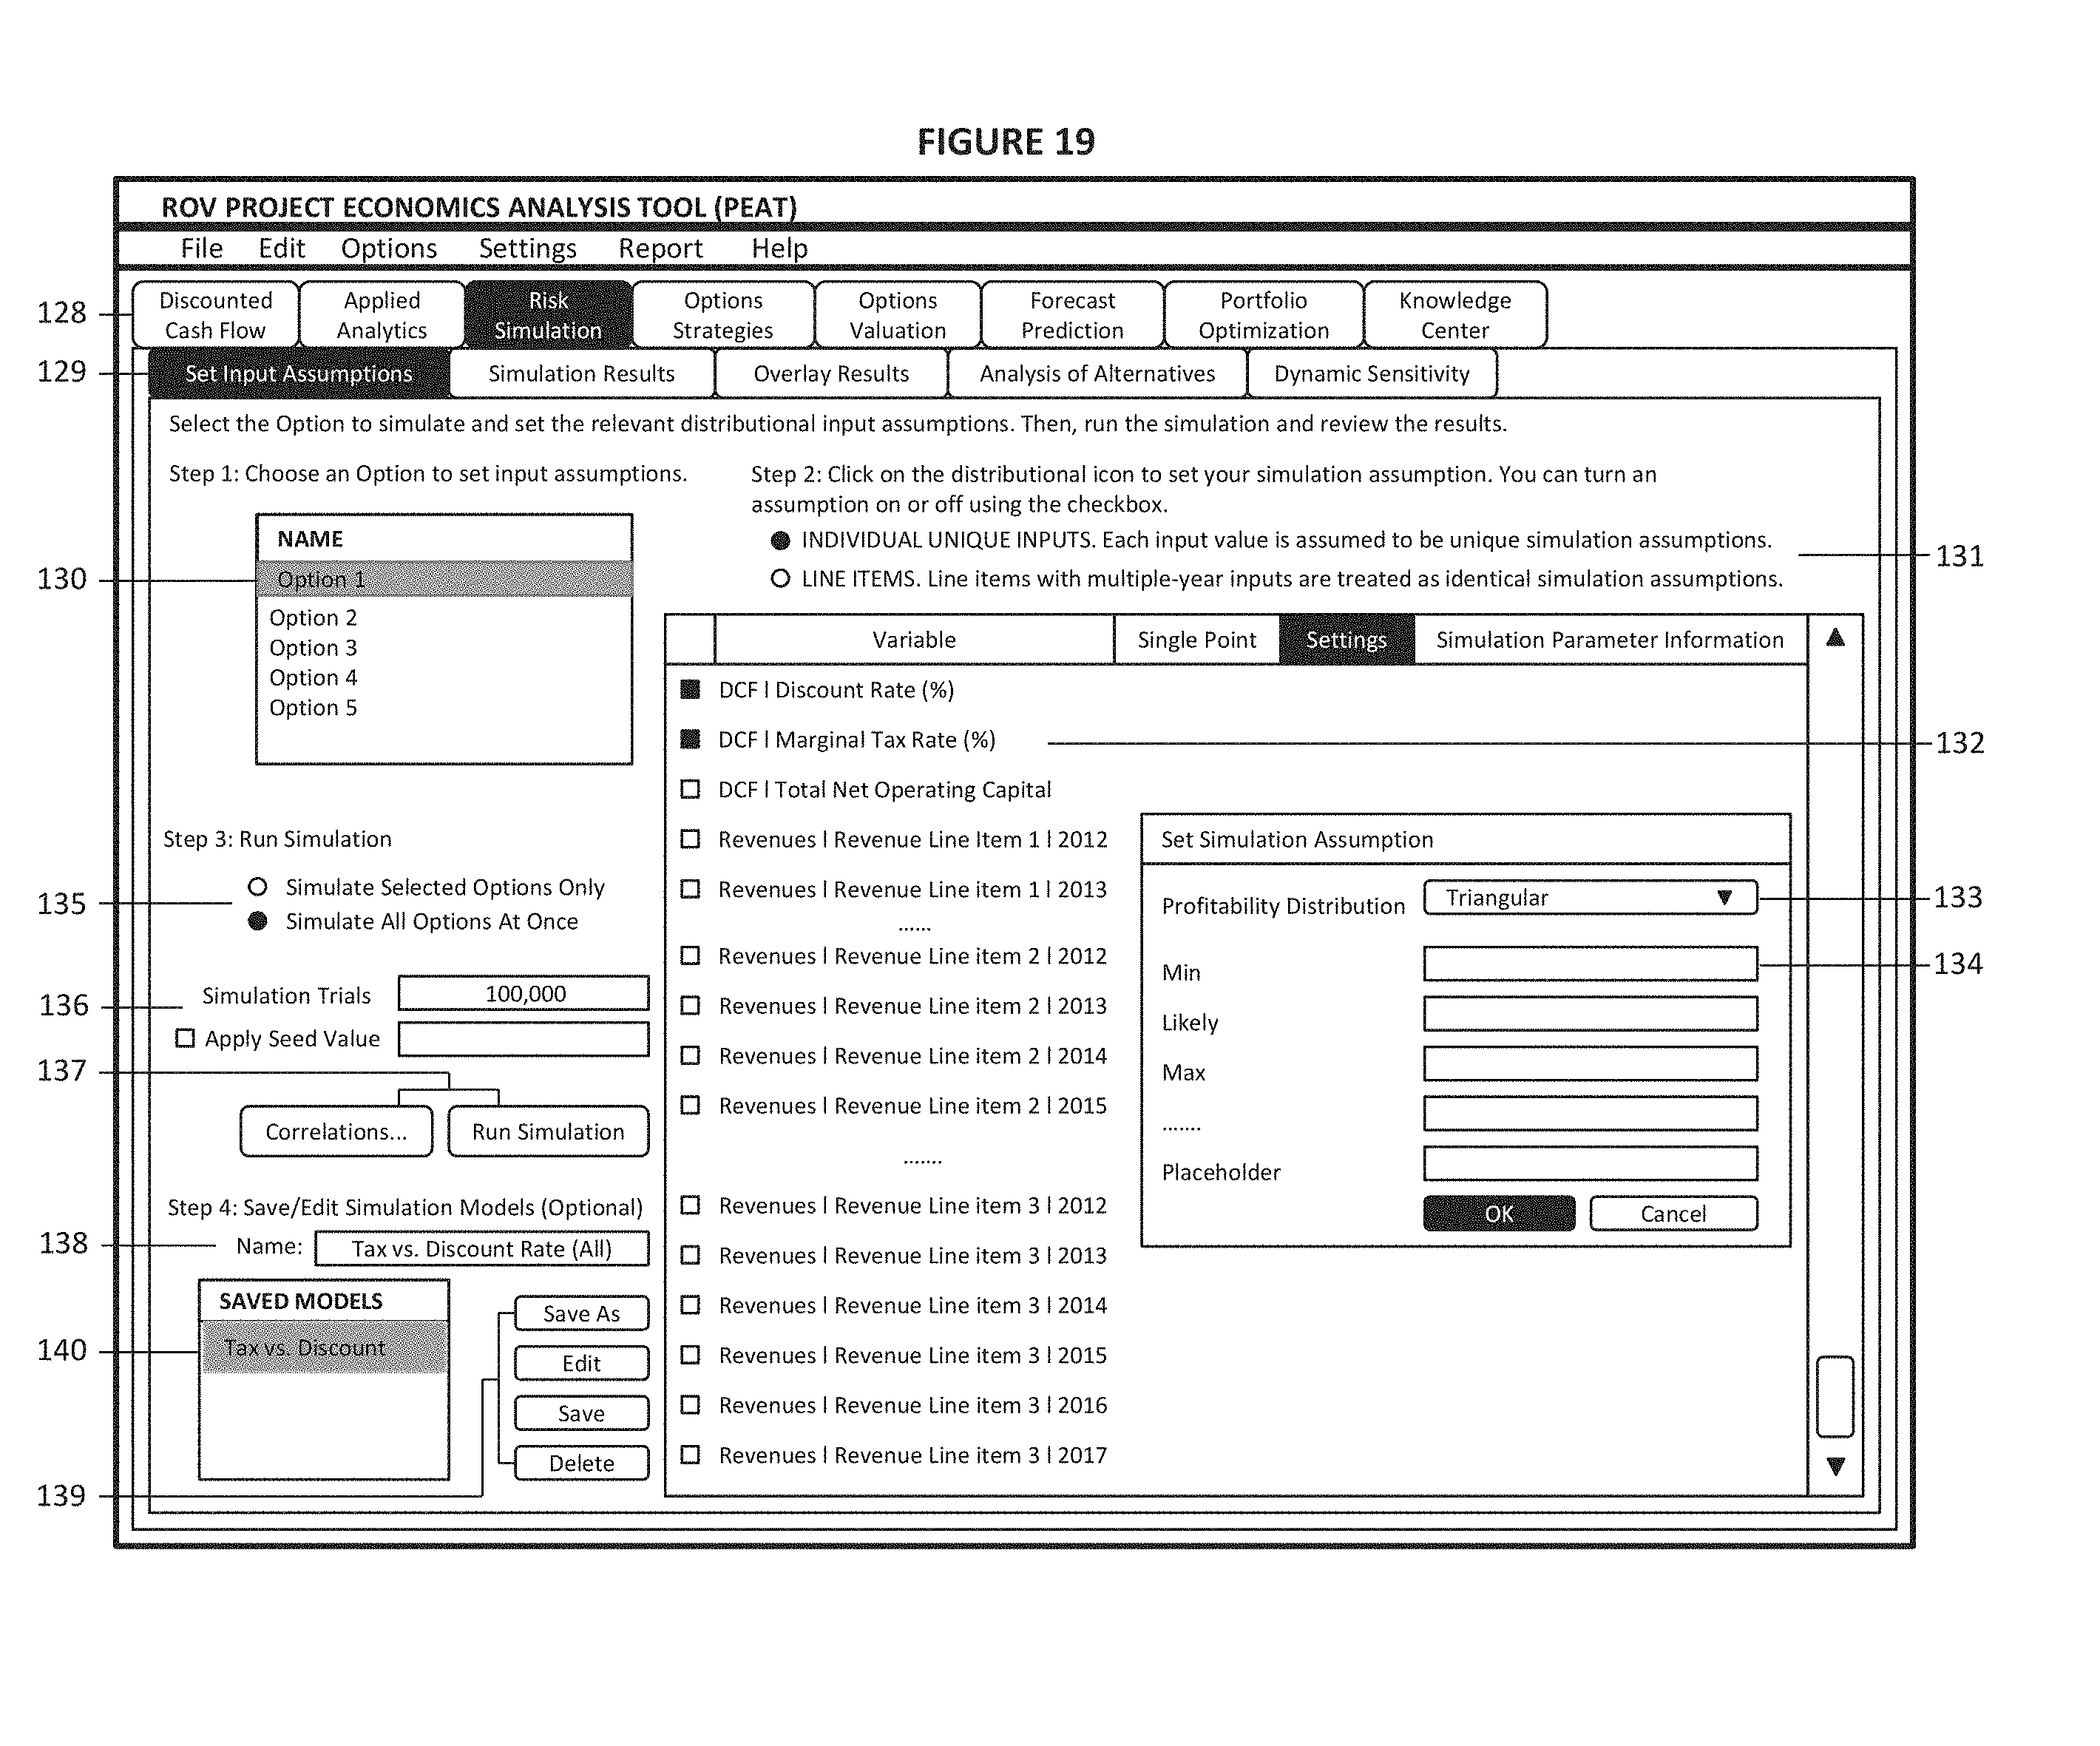 FIGURE 19
ROV PROJECT ECONOMICS ANALYSIS TOOL (PEAT)
File Edit Options Settings Report Help
128
Discounted Cash Flow
Applied Analytics
Risk Simulation
Options Strategies
Options Valuation
Forecast Prediction
Portfolio Optimization
Knowledge Center
129
Set Input Assumptions
Simulation Results
Overlay Results
Analysis of Alternatives
Dynamic Sensitivity
Select the Option to simulate and set the relevant distributional input assumptions. Then, run the simulation and review the results.
Step 1: Choose an Option to set input assumptions.
NAME
130
Option 1
Option 2
Option 3
Option 4
Option 5
Step 2: Click on the distributional icon to set your simulation assumption. You can turn an
assumption on or off using the checkbox.
INDIVIDUAL UNIQUE INPUTS. Each input value is assumed to be unique simulation assumptions.
131
LINE ITEMS. Line items with multiple-year inputs are treated as identical simulation assumptions.
Variable
Single Point
Settings
Simulation Parameter Information
DCF l Discount Rate (%)
DCF l Marginal Tax Rate (%)
132
DCF l Total Net Operating Capital
Revenues l Revenue Line Item 1 l 2012
Revenues l Revenue Line item 1 l 2013
......
Revenues l Revenue Line item 2 l 2012
Revenues l Revenue Line item 2 l 2013
Revenues l Revenue Line item 2 l 2014
Revenues l Revenue Line item 2 l 2015
.......
Revenues l Revenue Line item 3 l 2012
Revenues l Revenue Line item 3 l 2013
Revenues l Revenue Line item 3 l 2014
Revenues l Revenue Line item 3 l 2015
Revenues l Revenue Line item 3 l 2016
Revenues l Revenue Line item 3 l 2017
Set Simulation Assumption
Profitability Distribution
Triangular
133
Min
134
Likely
Max
.......
Placeholder
OK
Cancel
Step 3: Run Simulation
135
Simulate Selected Options Only
Simulate All Options At Once
136
Simulation Trials
100,000
Apply Seed Value
137
Correlations...
Run Simulation
Step 4: Save/Edit Simulation Models (Optional)
138
Name:
Tax vs. Discount Rate (All)
SAVED MODELS
140
Tax vs. Discount
Save As
Edit
Save
Delete
139